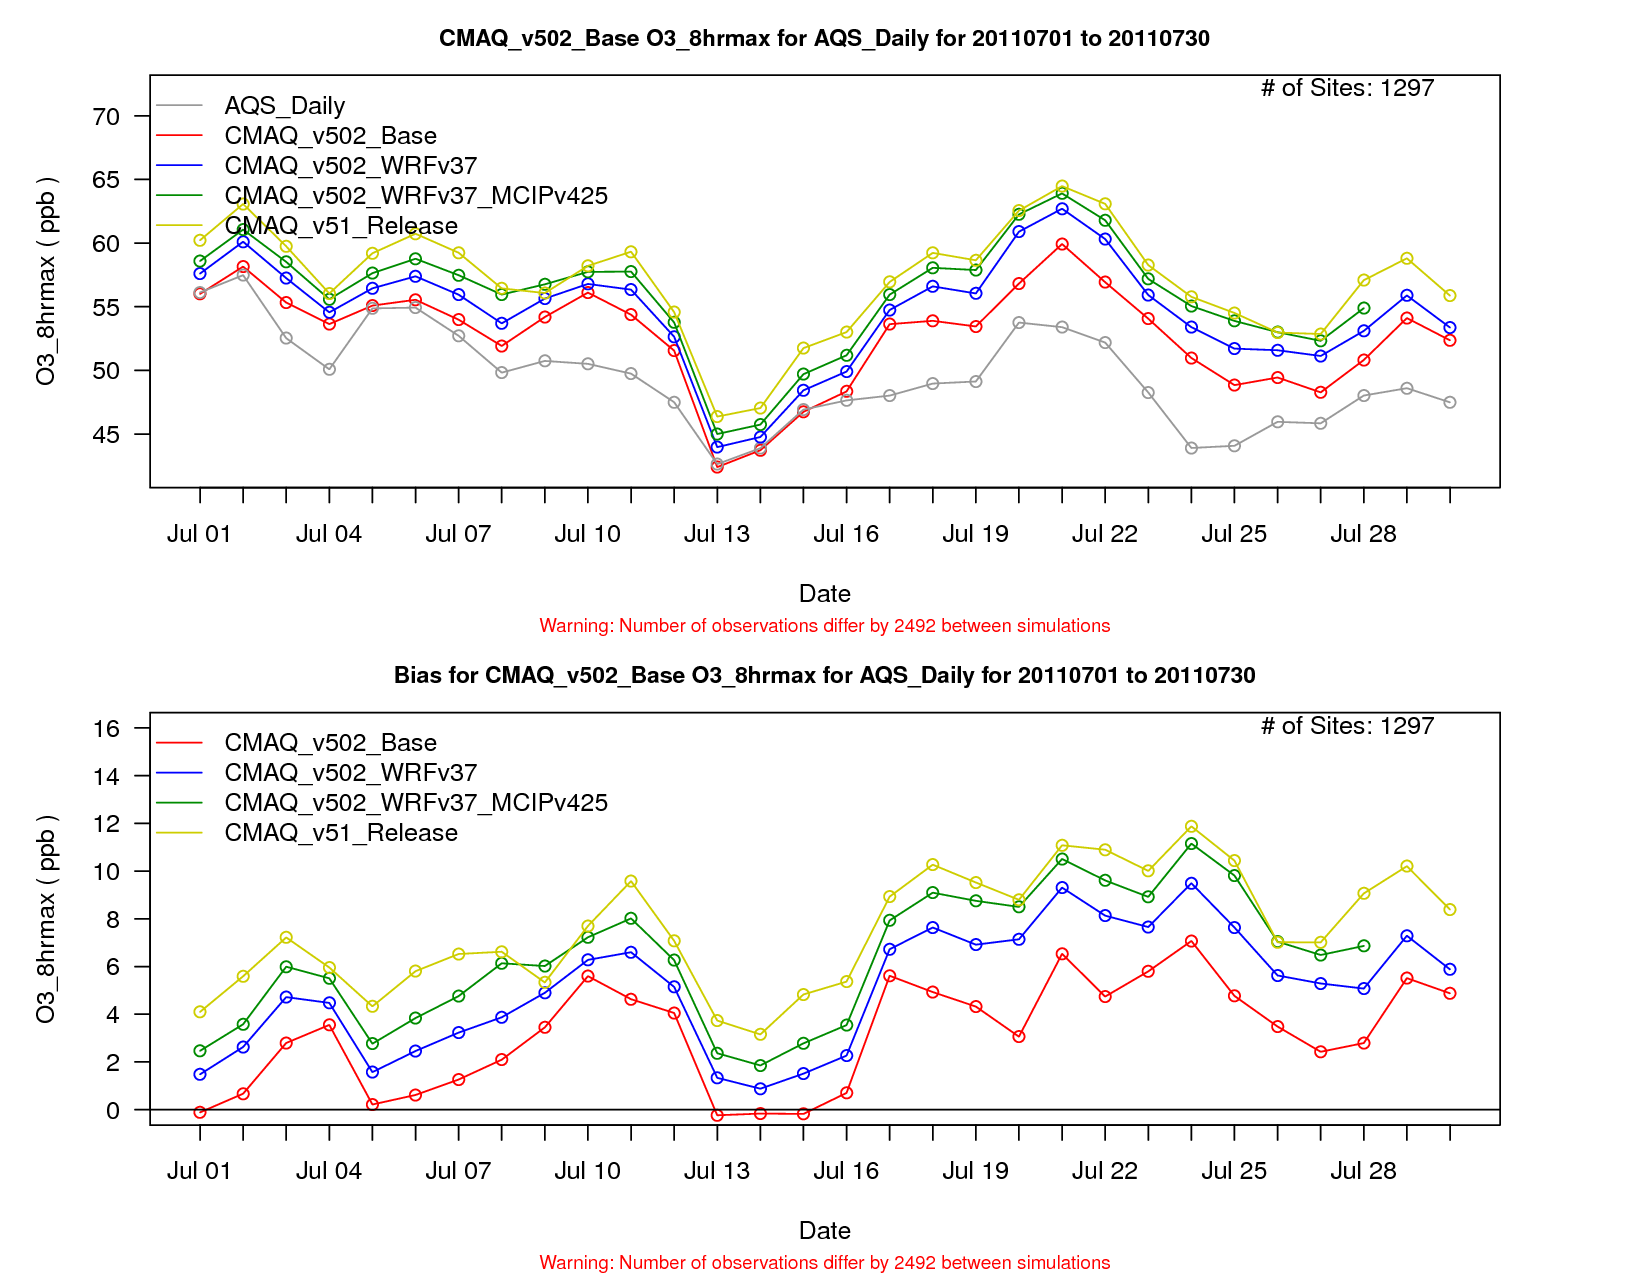 CMAQ_v502_Base O3_8hrmax for AQS_Daily for 20110701 to 20110730
# of Sites: 1297
AQS_Daily
CMAQ_v502_Base
CMAQ_v502_WRFv37
CMAQ_v502_WRFv37_MCIPv425
CMAQ_v51_Release
O3_8hrmax ( ppb )
70
65
60
55
50
45
Jul 01 Jul 04 Jul 07 Jul 10 Jul 13 Jul 16 Jul 19 Jul 22 Jul 25 Jul 28
Date
Warning: Number of observations differ by 2492 between simulations
Bias for CMAQ_v502_Base O3_8hrmax for AQS_Daily for 20110701 to 20110730
# of Sites: 1297
CMAQ_v502_Base
CMAQ_v502_WRFv37
CMAQ_v502_WRFv37_MCIPv425
CMAQ_v51_Release
O3_8hrmax ( ppb )
16
14
12
10
8
6
4
2
0
Jul 01 Jul 04 Jul 07 Jul 10 Jul 13 Jul 16 Jul 19 Jul 22 Jul 25 Jul 28
Date
Warning: Number of observations differ by 2492 between simulations